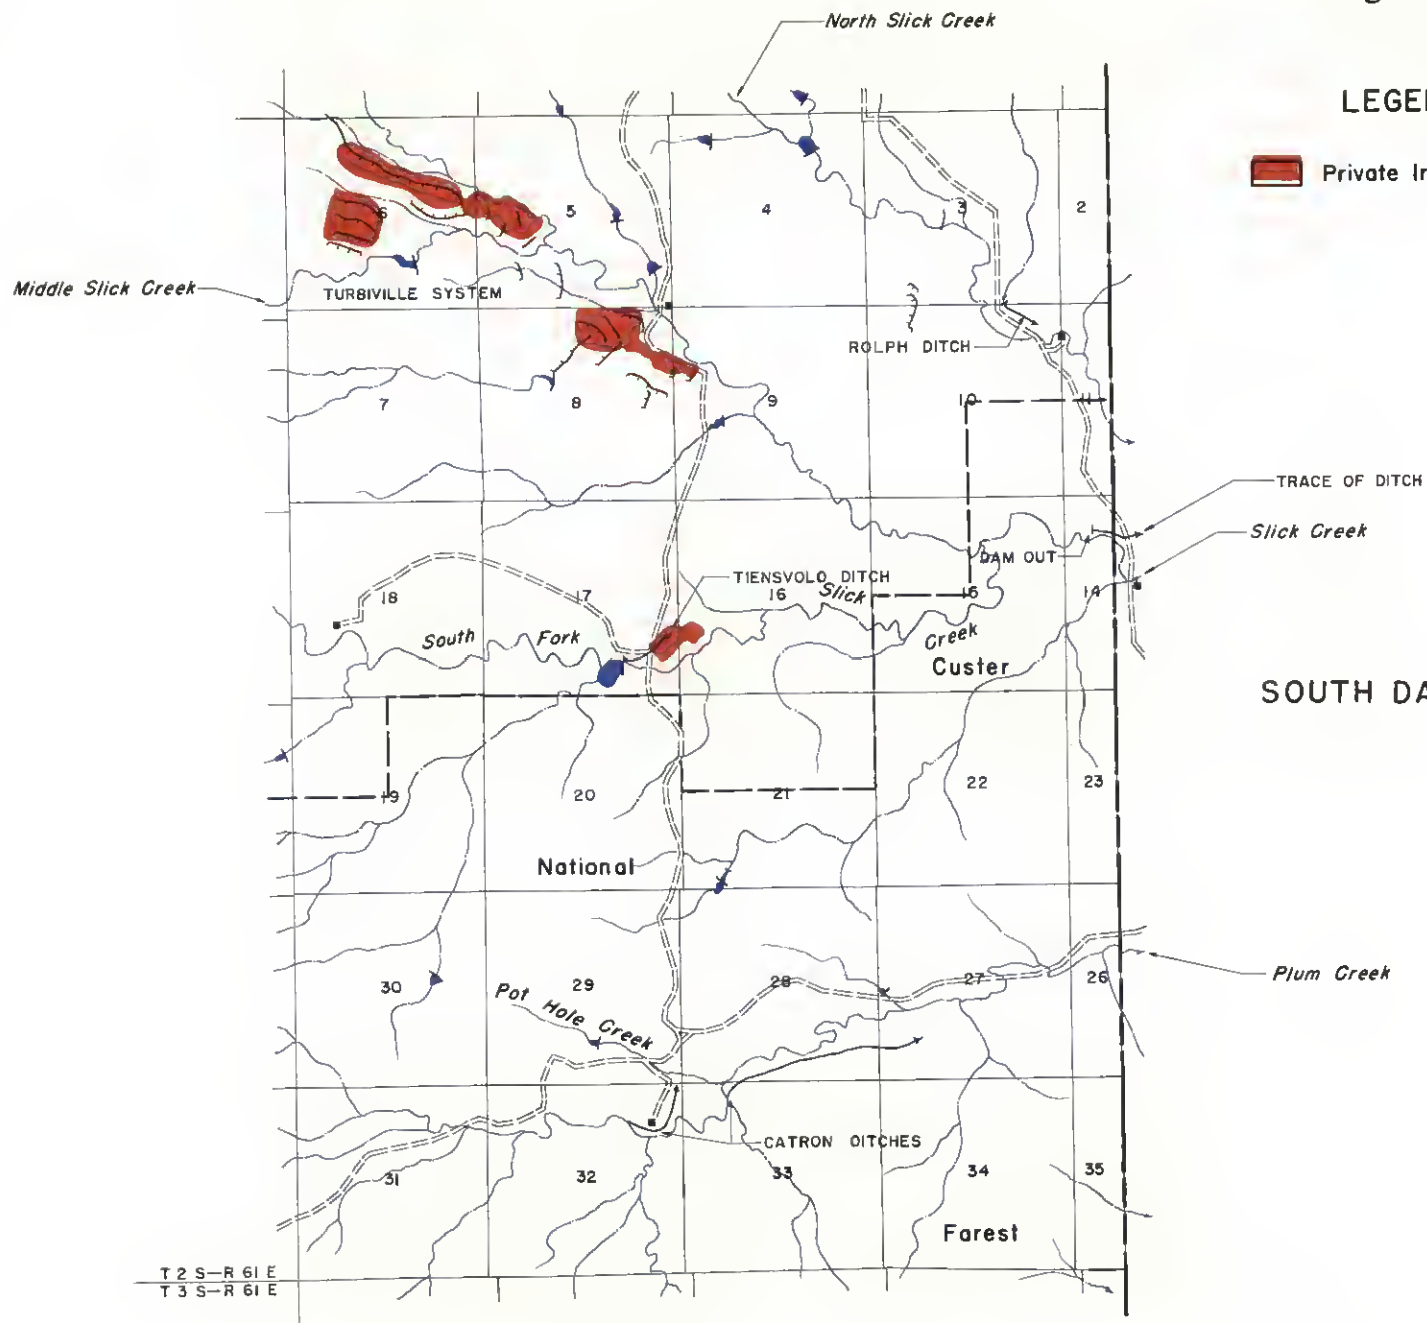 North Slick Creek
LEGE
Private Ir
6
5
4
3
2
Middle Slick Creek
TURBIVILLE SYSTEM
ROLPH DITCH
7
8
9
10
11
TRACE OF DITCH
Slick Creek
DAM OUT
TIENSVOLD DITCH
18
17
16
Slick
16
14
South
Fork
Creek
Custer
SOUTH DA
19
20
21
22
23
National
30
29
28
27
26
Pot Hole Creek
Plum Creek
CATRON DITCHES
31
32
33
34
35
Forest
T 2 S—R 61 E
T 3 S—R 61 E